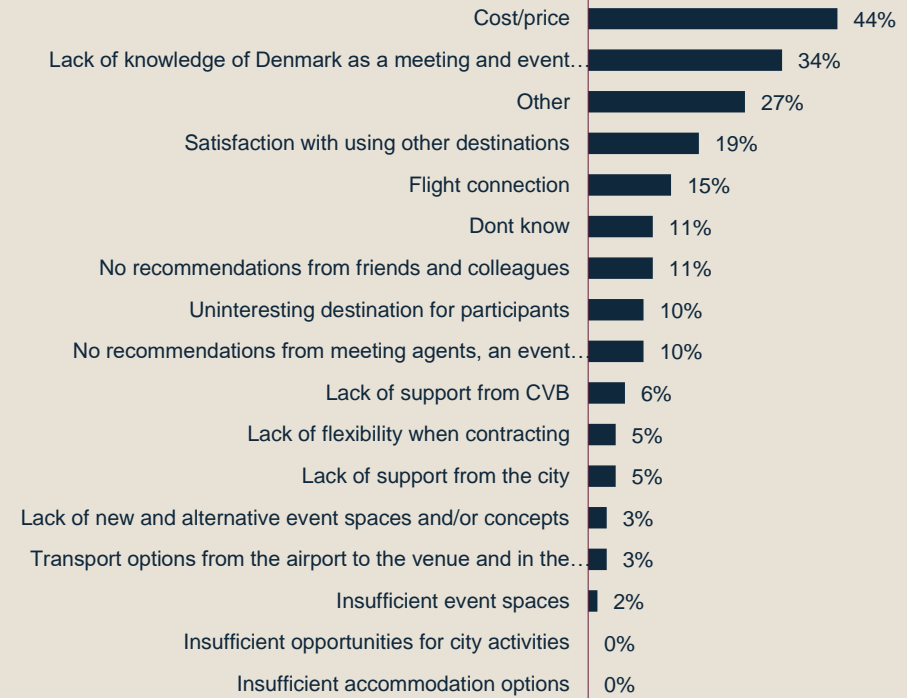 Cost/price 44%
Lack of knowledge of Denmark as a meeting and event… 34%
Other 27%
Satisfaction with using other destinations 19%
Flight connection 15%
Dont know 11%
No recommendations from friends and colleagues 11%
Uninteresting destination for participants 10%
No recommendations from meeting agents, an event… 10%
Lack of support from CVB 6%
Lack of flexibility when contracting 5%
Lack of support from the city 5%
Lack of new and alternative event spaces and/or concepts 3%
Transport options from the airport to the venue and in the… 3%
Insufficient event spaces 2%
Insufficient opportunities for city activities 0%
Insufficient accommodation options 0%